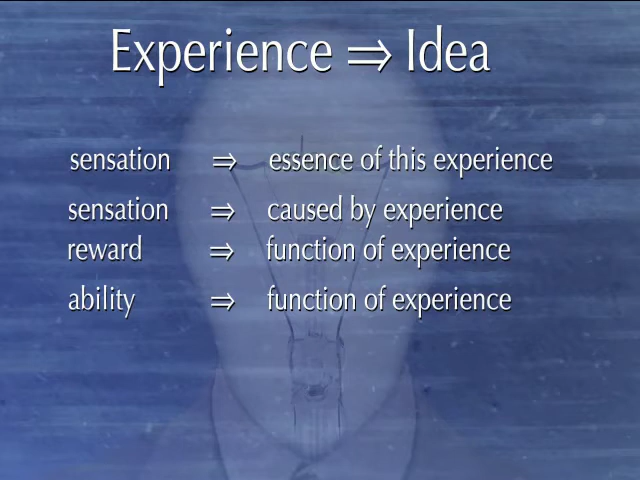 Experience ⇒ Idea
sensation ⇒ essence of this experience
sensation ⇒ caused by experience
reward ⇒ function of experience
ability ⇒ function of experience